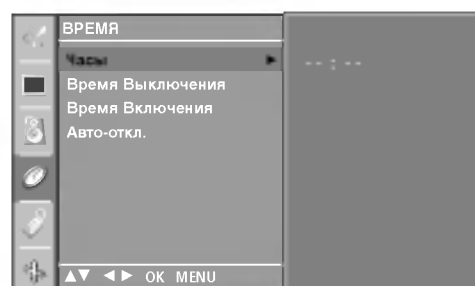 ВРЕМЯ
Часы ►
-- : --
Время Выключения
Время Включения
Авто-откл.
▲▼ ◄► OK MENU